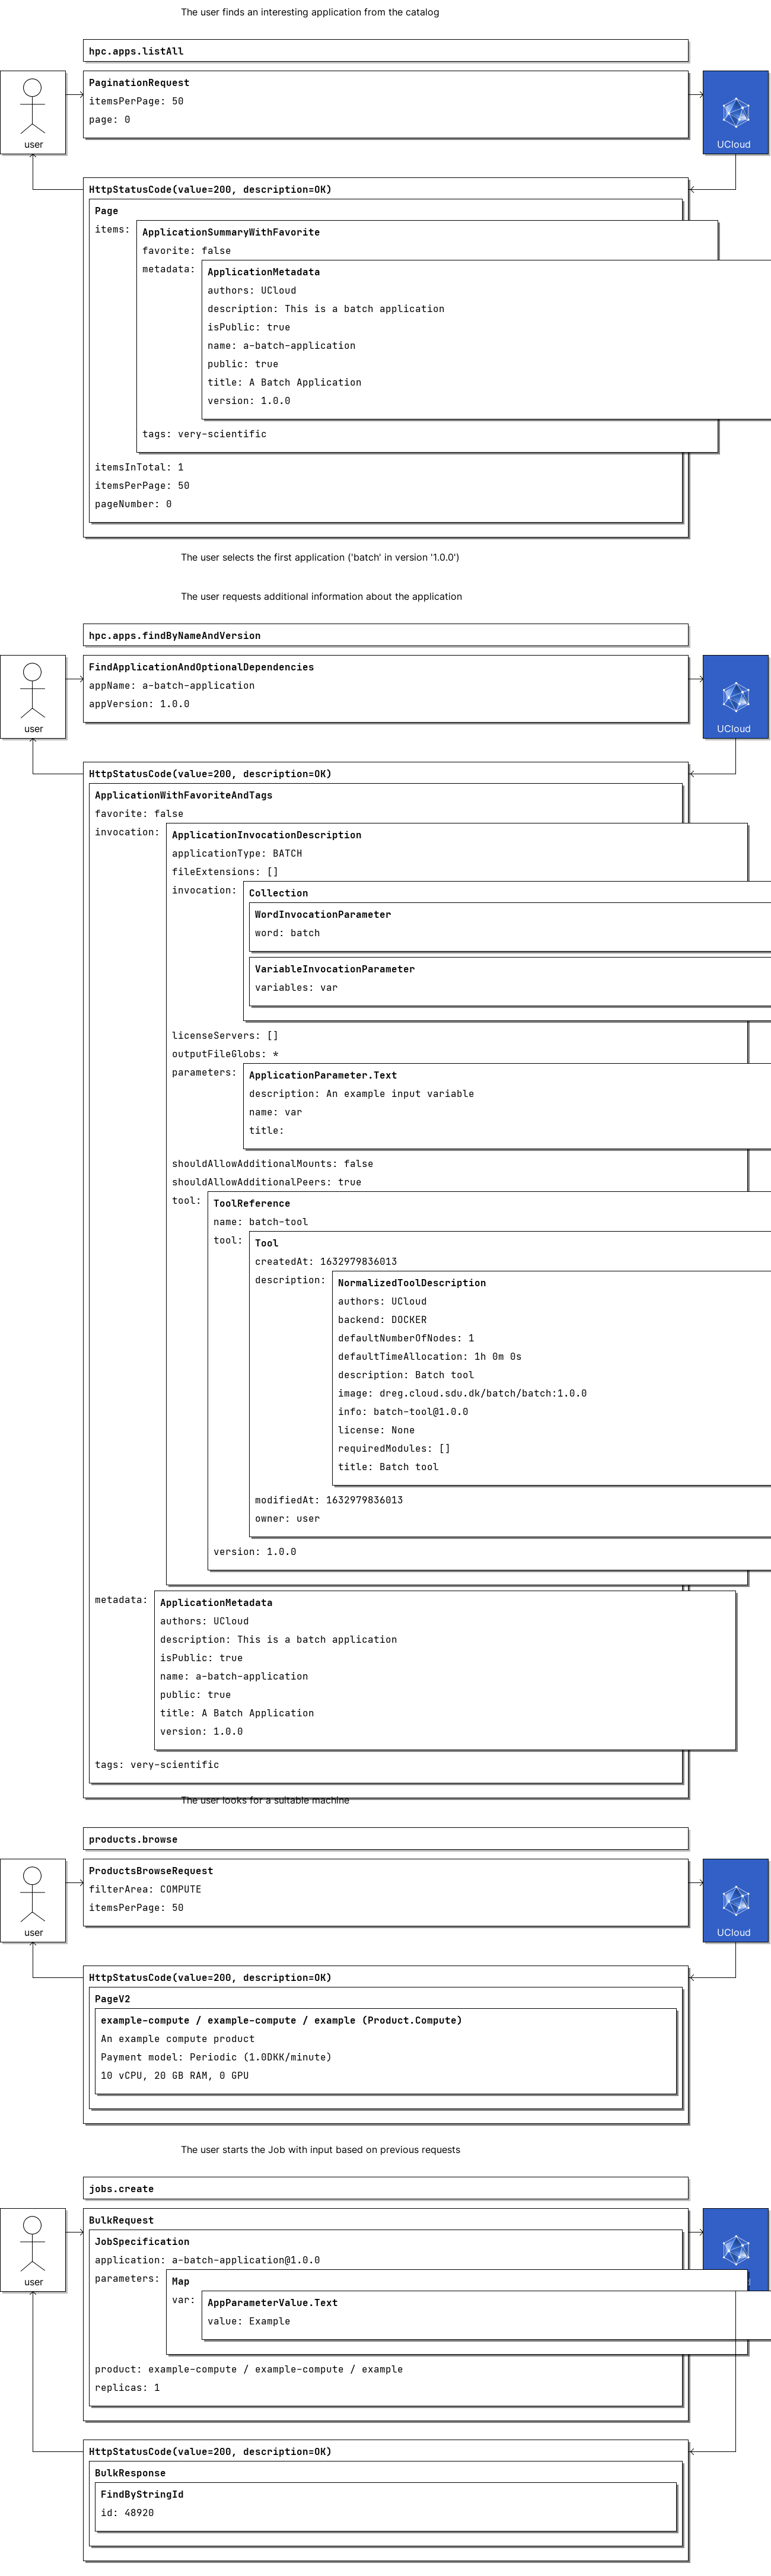 The user finds an interesting application from the catalog
hpc.apps.listAll
PaginationRequest
itemsPerPage: 50
page: 0
user
UCloud
HttpStatusCode(value=200, description=OK)
Page
items:
ApplicationSummaryWithFavorite
favorite: false
metadata:
ApplicationMetadata
authors: UCloud
description: This is a batch application
isPublic: true
name: a-batch-application
public: true
title: A Batch Application
version: 1.0.0
tags: very-scientific
itemsInTotal: 1
itemsPerPage: 50
pageNumber: 0
The user selects the first application ('batch' in version '1.0.0')
The user requests additional information about the application
hpc.apps.findByNameAndVersion
FindApplicationAndOptionalDependencies
appName: a-batch-application
appVersion: 1.0.0
user
UCloud
HttpStatusCode(value=200, description=OK)
ApplicationWithFavoriteAndTags
favorite: false
invocation:
ApplicationInvocationDescription
applicationType: BATCH
fileExtensions: []
invocation:
Collection
WordInvocationParameter
word: batch
VariableInvocationParameter
variables: var
licenseServers: []
outputFileGlobs: *
parameters:
ApplicationParameter.Text
description: An example input variable
name: var
title:
shouldAllowAdditionalMounts: false
shouldAllowAdditionalPeers: true
tool:
ToolReference
name: batch-tool
tool:
Tool
createdAt: 1632979836013
description:
NormalizedToolDescription
authors: UCloud
backend: DOCKER
defaultNumberOfNodes: 1
defaultTimeAllocation: 1h 0m 0s
description: Batch tool
image: dreg.cloud.sdu.dk/batch/batch:1.0.0
info: batch-tool@1.0.0
license: None
requiredModules: []
title: Batch tool
modifiedAt: 1632979836013
owner: user
version: 1.0.0
metadata:
ApplicationMetadata
authors: UCloud
description: This is a batch application
isPublic: true
name: a-batch-application
public: true
title: A Batch Application
version: 1.0.0
tags: very-scientific
The user looks for a suitable machine
products.browse
ProductsBrowseRequest
filterArea: COMPUTE
itemsPerPage: 50
user
UCloud
HttpStatusCode(value=200, description=OK)
PageV2
example-compute / example-compute / example (Product.Compute)
An example compute product
Payment model: Periodic (1.0DKK/minute)
10 vCPU, 20 GB RAM, 0 GPU
The user starts the Job with input based on previous requests
jobs.create
BulkRequest
JobSpecification
application: a-batch-application@1.0.0
parameters:
user
Map
var:
AppParameterValue.Text
value: Example
product: example-compute / example-compute / example
replicas: 1
HttpStatusCode(value=200, description=OK)
BulkResponse
FindByStringId
id: 48920